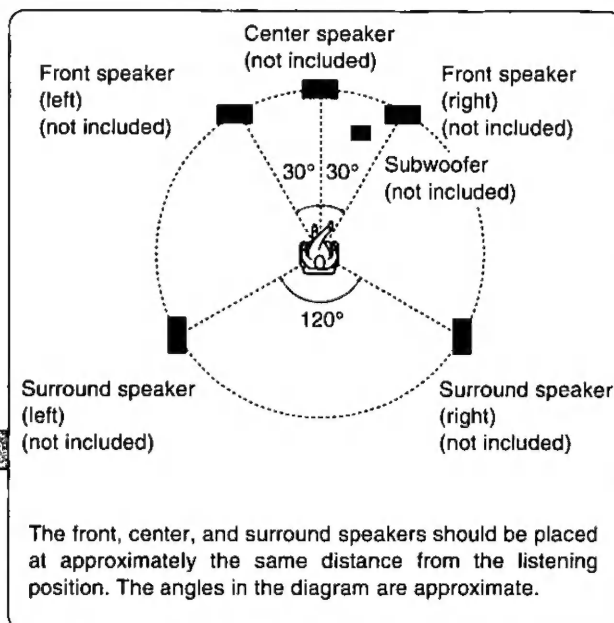 Center speaker
(not included)
Front speaker
(left)
(not included)
Front speaker
(right)
(not included)
30°
30°
Subwoofer
(not included)
120°
Surround speaker
(left)
(not included)
Surround speaker
(right)
(not included)
The front, center, and surround speakers should be placed
at approximately the same distance from the listening
position. The angles in the diagram are approximate.